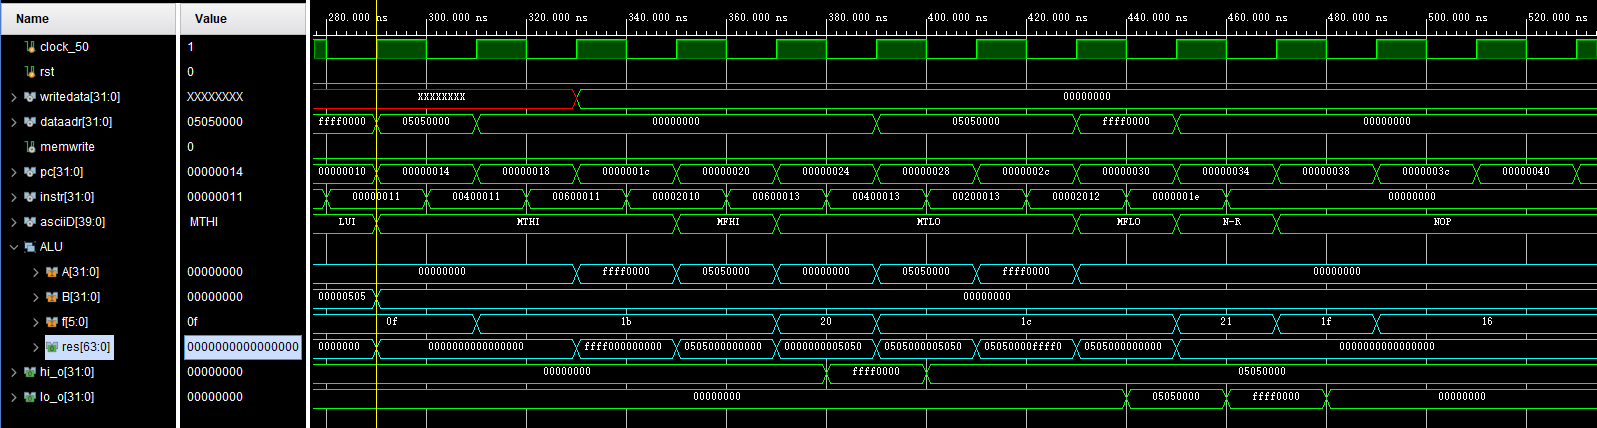 Name Value 280.000 ns 300.000 ns 320.000 ns 340.000 ns 360.000 ns 380.000 ns 400.000 ns 420.000 ns 440.000 ns 460.000 ns 480.000 ns 500.000 ns 520.000 ns
clock_50 1
rst 0
writedata[31:0] XXXXXXXX XXXXXXXX 00000000
dataadr[31:0] 05050000 ffff0000 05050000 00000000 05050000 ffff0000 00000000
memwrite 0
pc[31:0] 00000014 00000010 00000014 00000018 0000001c 00000020 00000024 00000028 0000002c 00000030 00000034 00000038 0000003c 00000040
instr[31:0] 00000011 00000011 00400011 00600011 00002010 00600013 00400013 00200013 00002012 0000001e 00000000
asciiD[39:0] MTHI LUI MTHI MFHI MTLO MFLO N-R NOP
ALU
A[31:0] 00000000 00000000 ffff0000 05050000 00000000 05050000 ffff0000 00000000
B[31:0] 00000000 00000505 00000000
f[5:0] 0f 0f 1b 20 1c 21 1f 16
res[63:0] 0000000000000000 0000000 0000000000000000 ffff000000000 5050000000000 0000000005050 5050000005050 05050000ffff0 0505000000000 0000000000000000
hi_o[31:0] 00000000 00000000 ffff0000 05050000
lo_o[31:0] 00000000 00000000 05050000 ffff0000 00000000